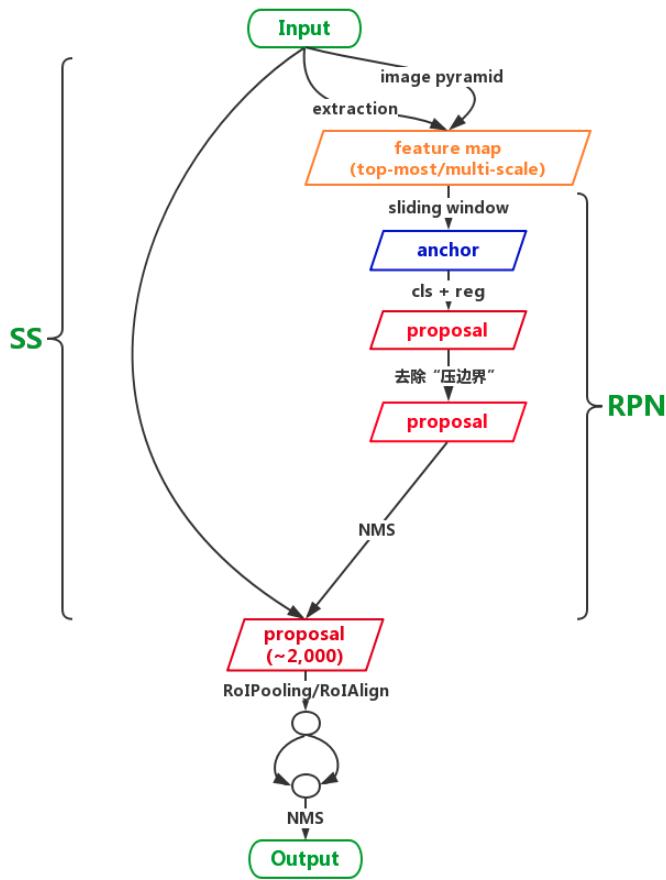 Input
image pyramid
extraction
feature map
(top-most/multi-scale)
sliding window
anchor
cls + reg
proposal
SS
去除“压边界”
RPN
proposal
NMS
proposal
(~2,000)
RoIPooling/RoIAlign
NMS
Output